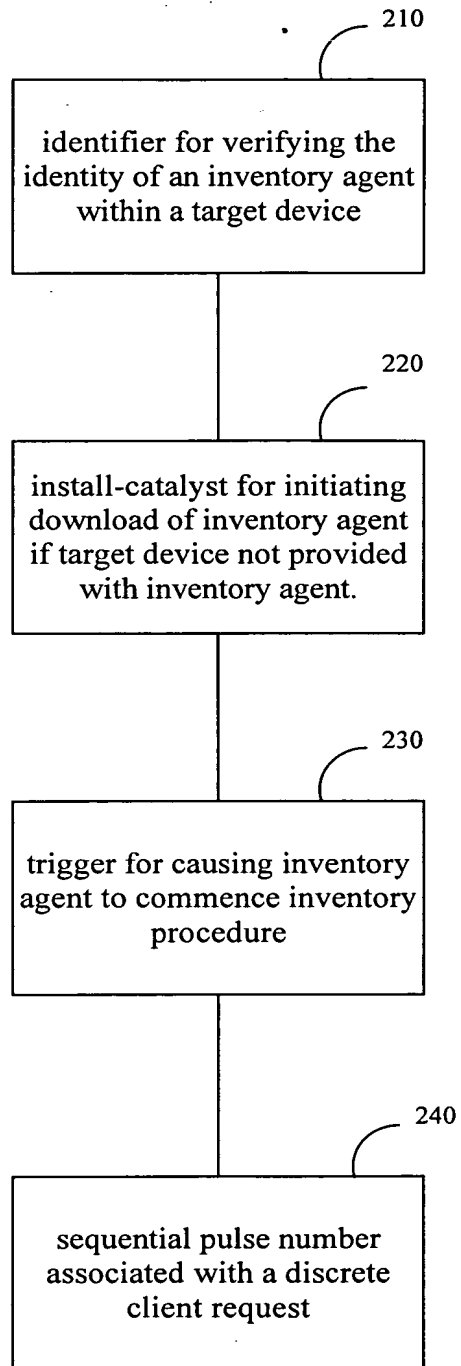 210
identifier for verifying the
identity of an inventory agent
within a target device
220
install-catalyst for initiating
download of inventory agent
if target device not provided
with inventory agent.
230
trigger for causing inventory
agent to commence inventory
procedure
240
sequential pulse number
associated with a discrete
client request